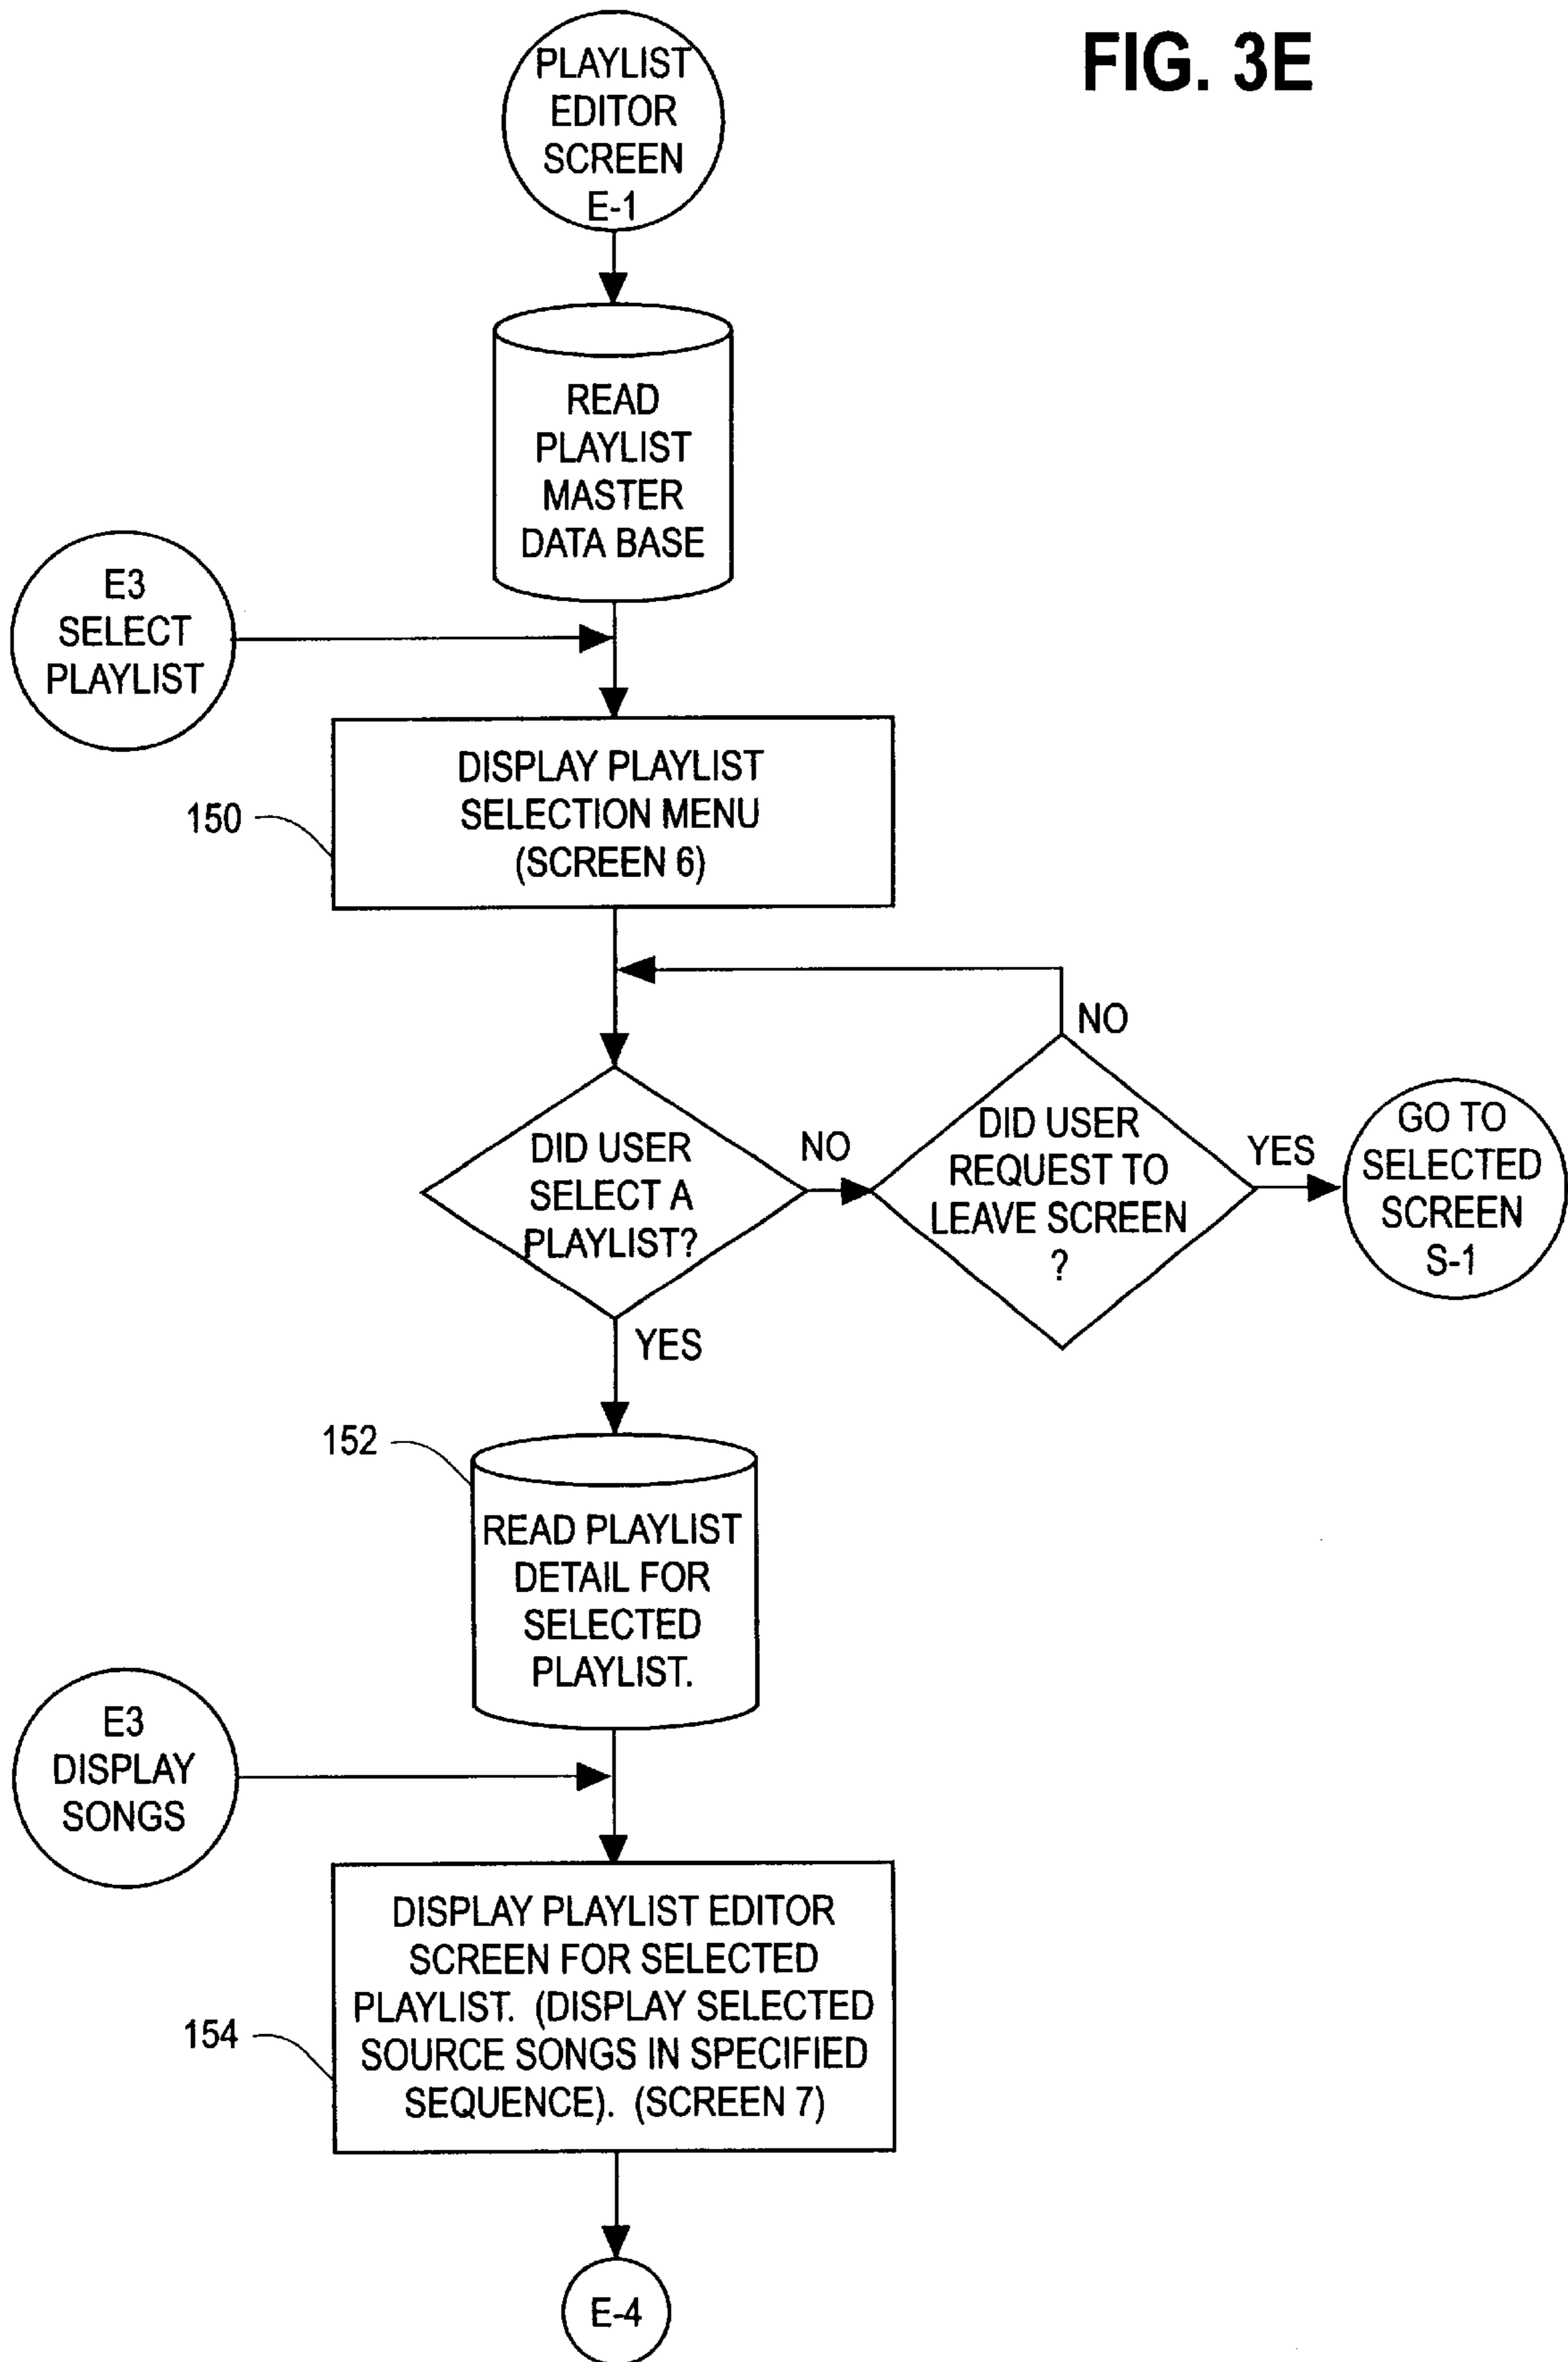 FIG. 3E
PLAYLIST
EDITOR
SCREEN
E-1
READ
PLAYLIST
MASTER
DATA BASE
E3
SELECT
PLAYLIST
DISPLAY PLAYLIST
SELECTION MENU
(SCREEN 6)
150
NO
DID USER
SELECT A
PLAYLIST?
NO
DID USER
REQUEST TO
LEAVE SCREEN
?
YES
GO TO
SELECTED
SCREEN
S-1
YES
152
READ PLAYLIST
DETAIL FOR
SELECTED
PLAYLIST.
E3
DISPLAY
SONGS
DISPLAY PLAYLIST EDITOR
SCREEN FOR SELECTED
PLAYLIST. (DISPLAY SELECTED
SOURCE SONGS IN SPECIFIED
SEQUENCE). (SCREEN 7)
154
E-4